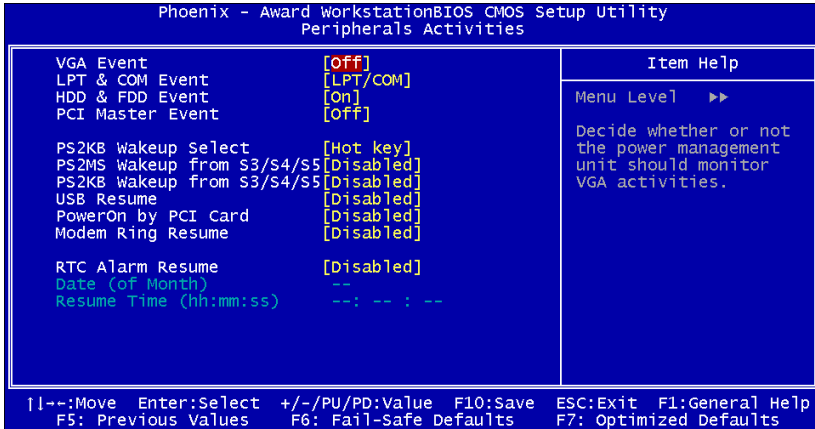 Phoenix - Award WorkstationBIOS CMOS Setup Utility
Peripherals Activities
VGA Event [Off]
LPT & COM Event [LPT/COM]
HDD & FDD Event [On]
PCI Master Event [Off]
PS2KB Wakeup Select [Hot key]
PS2MS Wakeup from S3/S4/S5[Disabled]
PS2KB Wakeup from S3/S4/S5[Disabled]
USB Resume [Disabled]
PowerOn by PCI Card [Disabled]
Modem Ring Resume [Disabled]
RTC Alarm Resume [Disabled]
Date (of Month) --
Resume Time (hh:mm:ss) --: -- : --
Item Help
Menu Level ▶▶
Decide whether or not
the power management
unit should monitor
VGA activities.
↑↓→←:Move Enter:Select +/-/PU/PD:Value F10:Save ESC:Exit F1:General Help
F5: Previous Values F6: Fail-Safe Defaults F7: Optimized Defaults